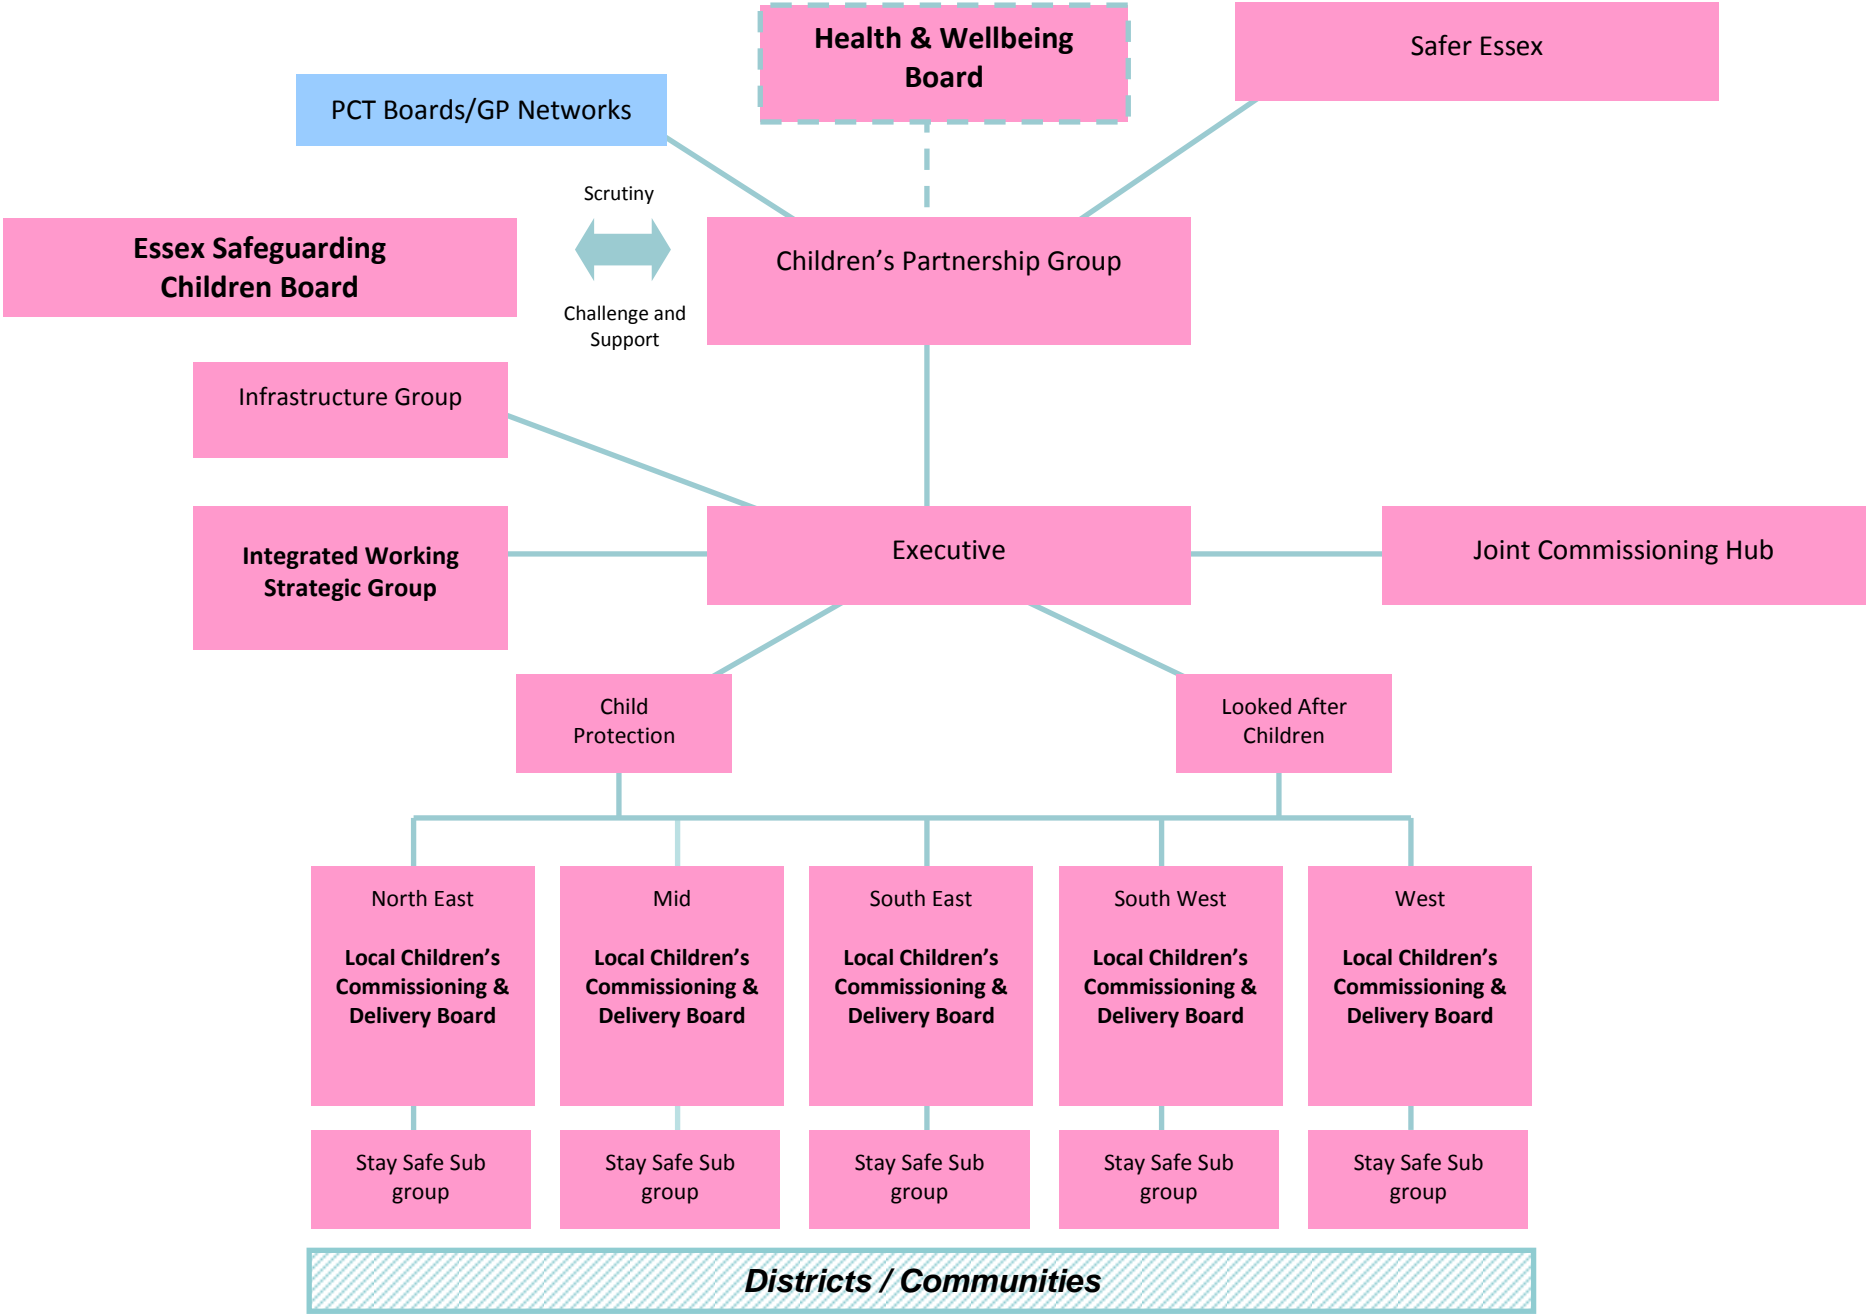 Health & Wellbeing
Board
Safer Essex
PCT Boards/GP Networks
Scrutiny
Essex Safeguarding
Children Board
Children’s Partnership Group
Challenge and
Support
Infrastructure Group
Integrated Working
Strategic Group
Executive
Joint Commissioning Hub
Child
Protection
Looked After
Children
North East
Local Children’s
Commissioning &
Delivery Board
Mid
Local Children’s
Commissioning &
Delivery Board
South East
Local Children’s
Commissioning &
Delivery Board
South West
Local Children’s
Commissioning &
Delivery Board
West
Local Children’s
Commissioning &
Delivery Board
Stay Safe Sub
group
Stay Safe Sub
group
Stay Safe Sub
group
Stay Safe Sub
group
Stay Safe Sub
group
Districts / Communities